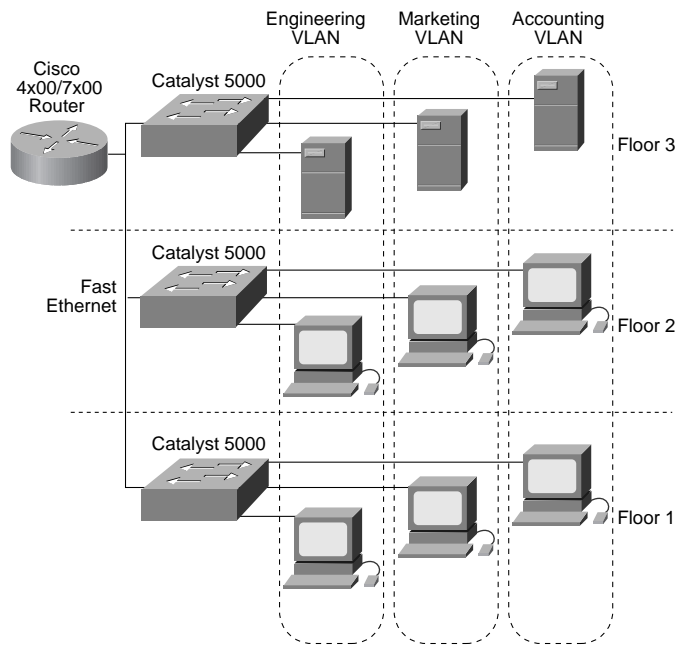 Engineering
VLAN
Marketing
VLAN
Accounting
VLAN
Cisco
4x00/7x00
Router
Catalyst 5000
Floor 3
Catalyst 5000
Fast
Ethernet
Floor 2
Catalyst 5000
Floor 1